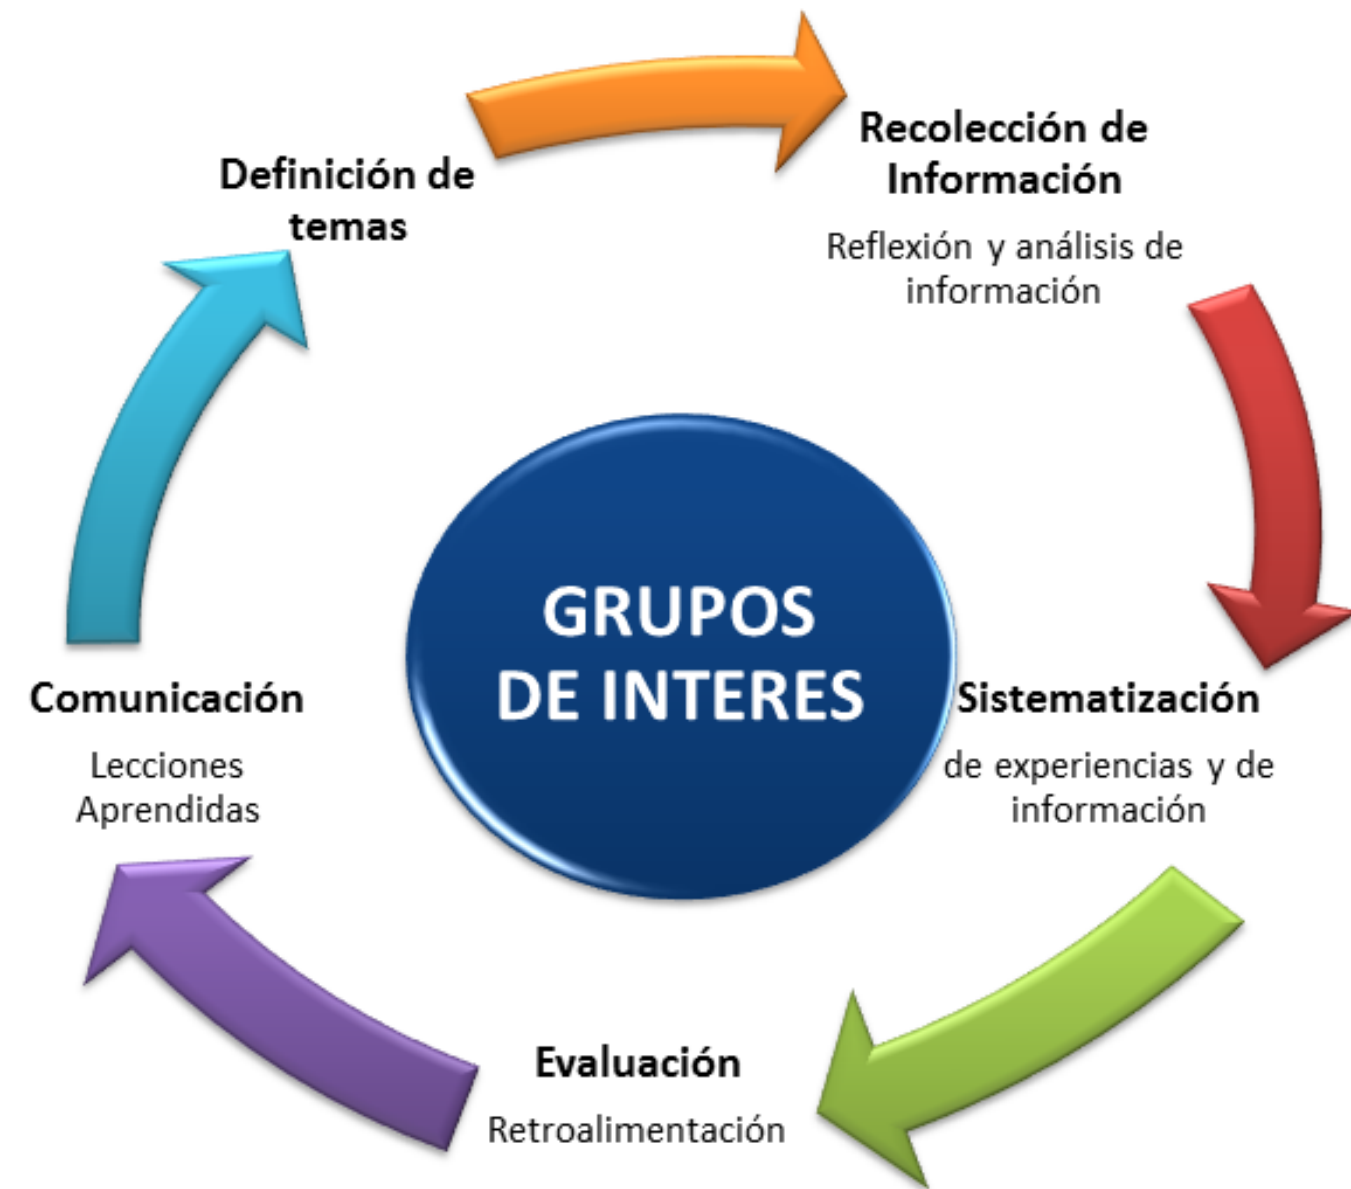 Definición de
temas
Recolección de
Información
Reflexión y análisis de
información
Sistematización
de experiencias y de
información
Evaluación
Retroalimentación
Comunicación
Lecciones
Aprendidas
GRUPOS
DE INTERES